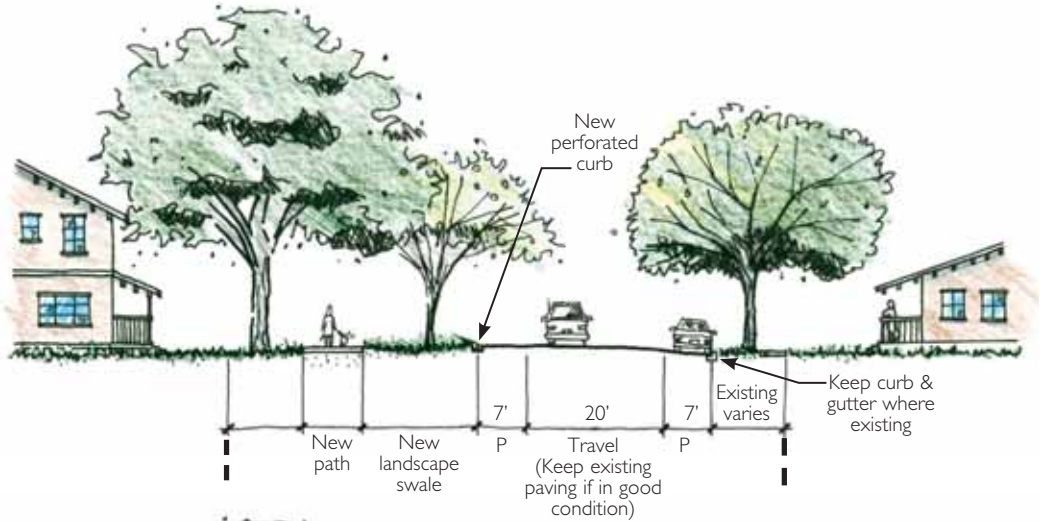 New
perforated
curb
Keep curb &
gutter where
existing
Existing
varies
7'
20'
7'
New
path
New
landscape
swale
P
Travel
(Keep existing
paving if in good
condition)
P